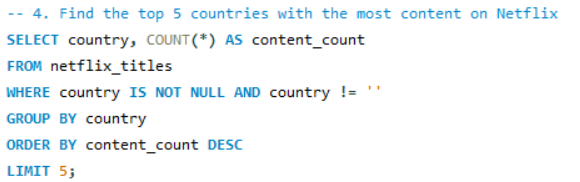 -- 4. Find the top 5 countries with the most content on Netflix
SELECT country, COUNT(*) AS content_count
FROM netflix_titles
WHERE country IS NOT NULL AND country != ''
GROUP BY country
ORDER BY content_count DESC
LIMIT 5;